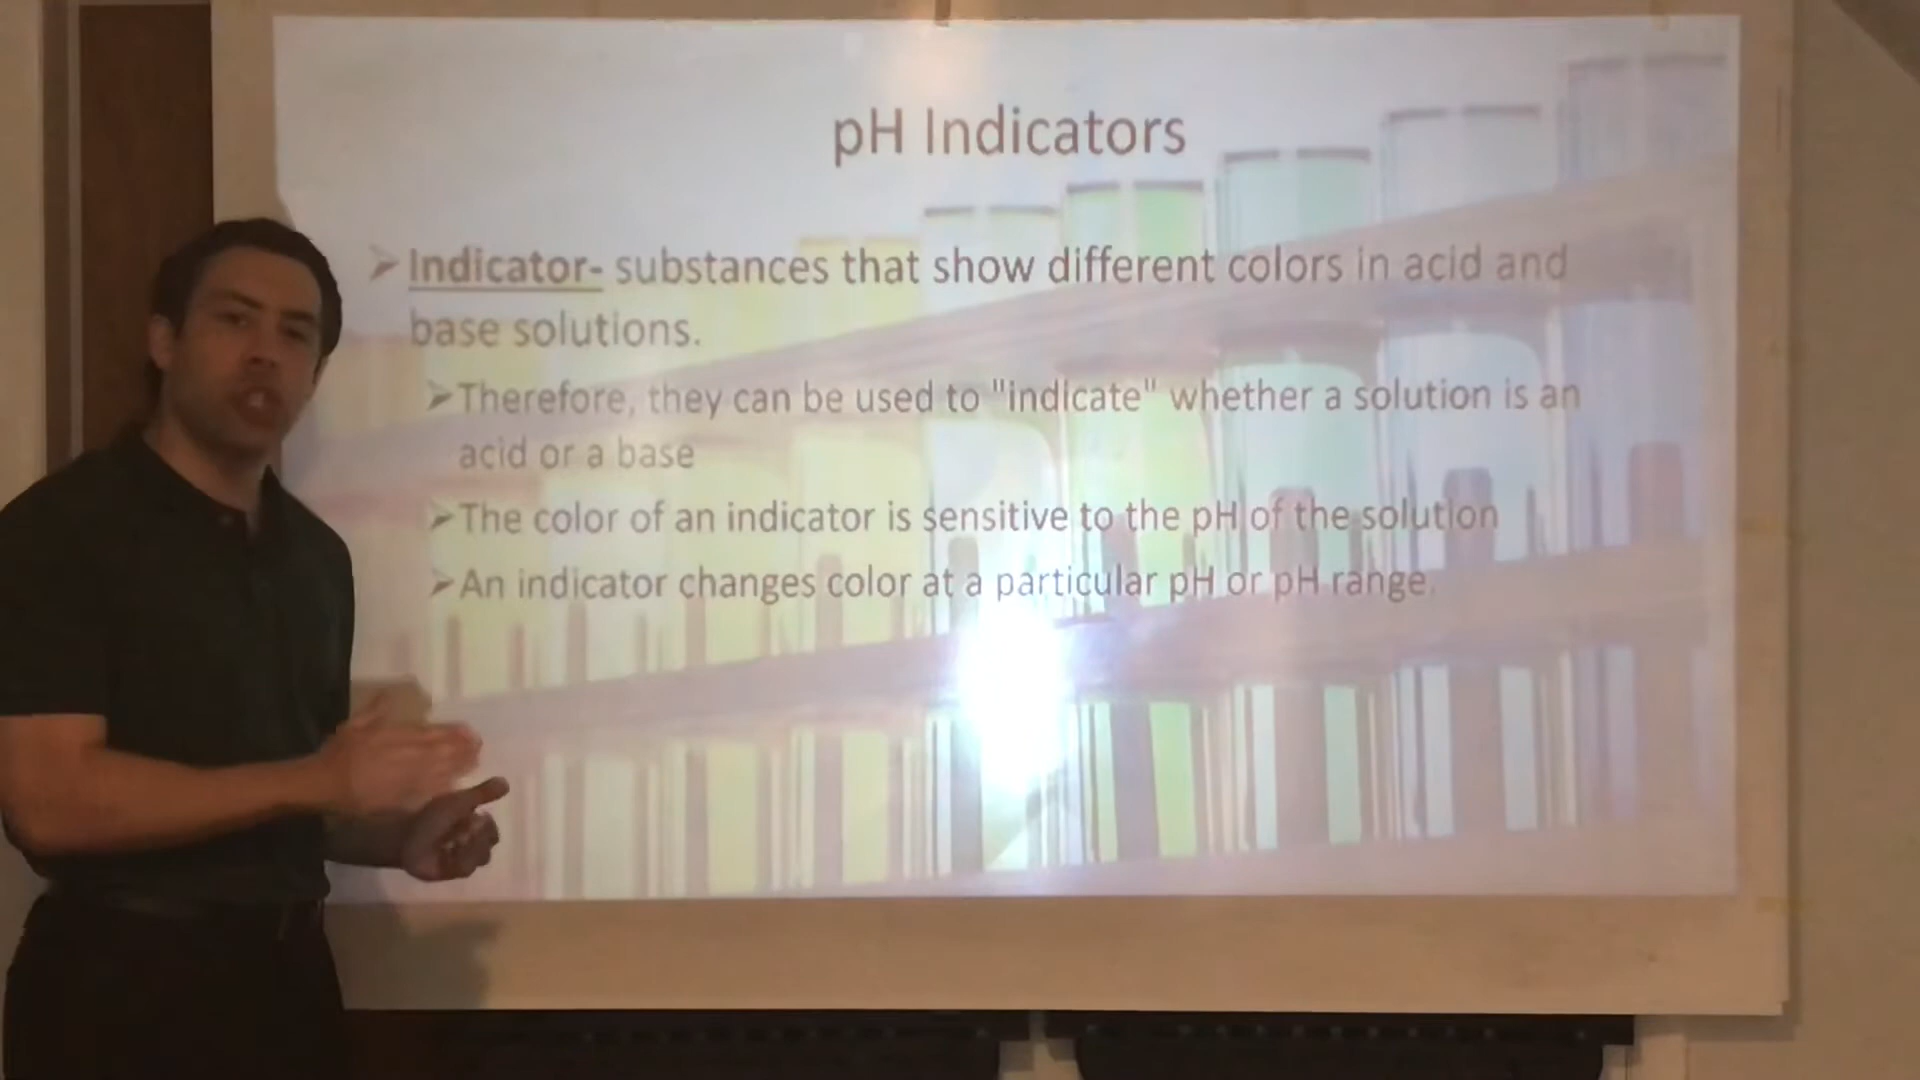 pH Indicators
➤Indicator- substances that show different colors in acid and
base solutions.
➤Therefore, they can be used to "indicate" whether a solution is an
acid or a base
➤The color of an indicator is sensitive to the pH of the solution
➤An indicator changes color at a particular pH or pH range.